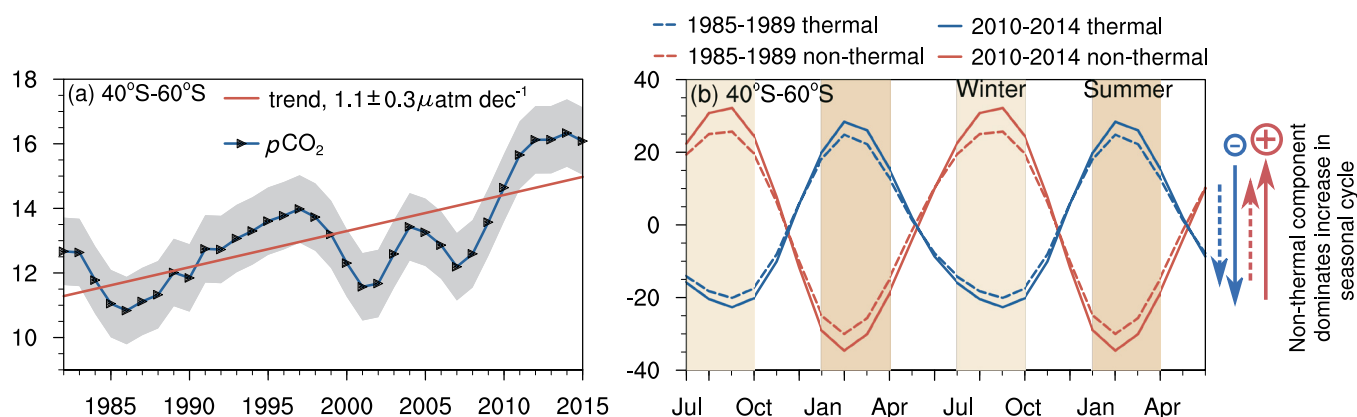 1985-1989 thermal
2010-2014 thermal
1985-1989 non-thermal
2010-2014 non-thermal
18
16
14
12
10
(a) 40°S-60°S
trend, 1.1±0.3μatm dec⁻¹
pCO₂
1985
1990
1995
2000
2005
2010
2015
40
20
0
-20
-40
(b) 40°S-60°S
Winter
Summer
Jul
Oct
Jan
Apr
Jul
Oct
Jan
Apr
-
+
Non-thermal component
dominates increase in
seasonal cycle